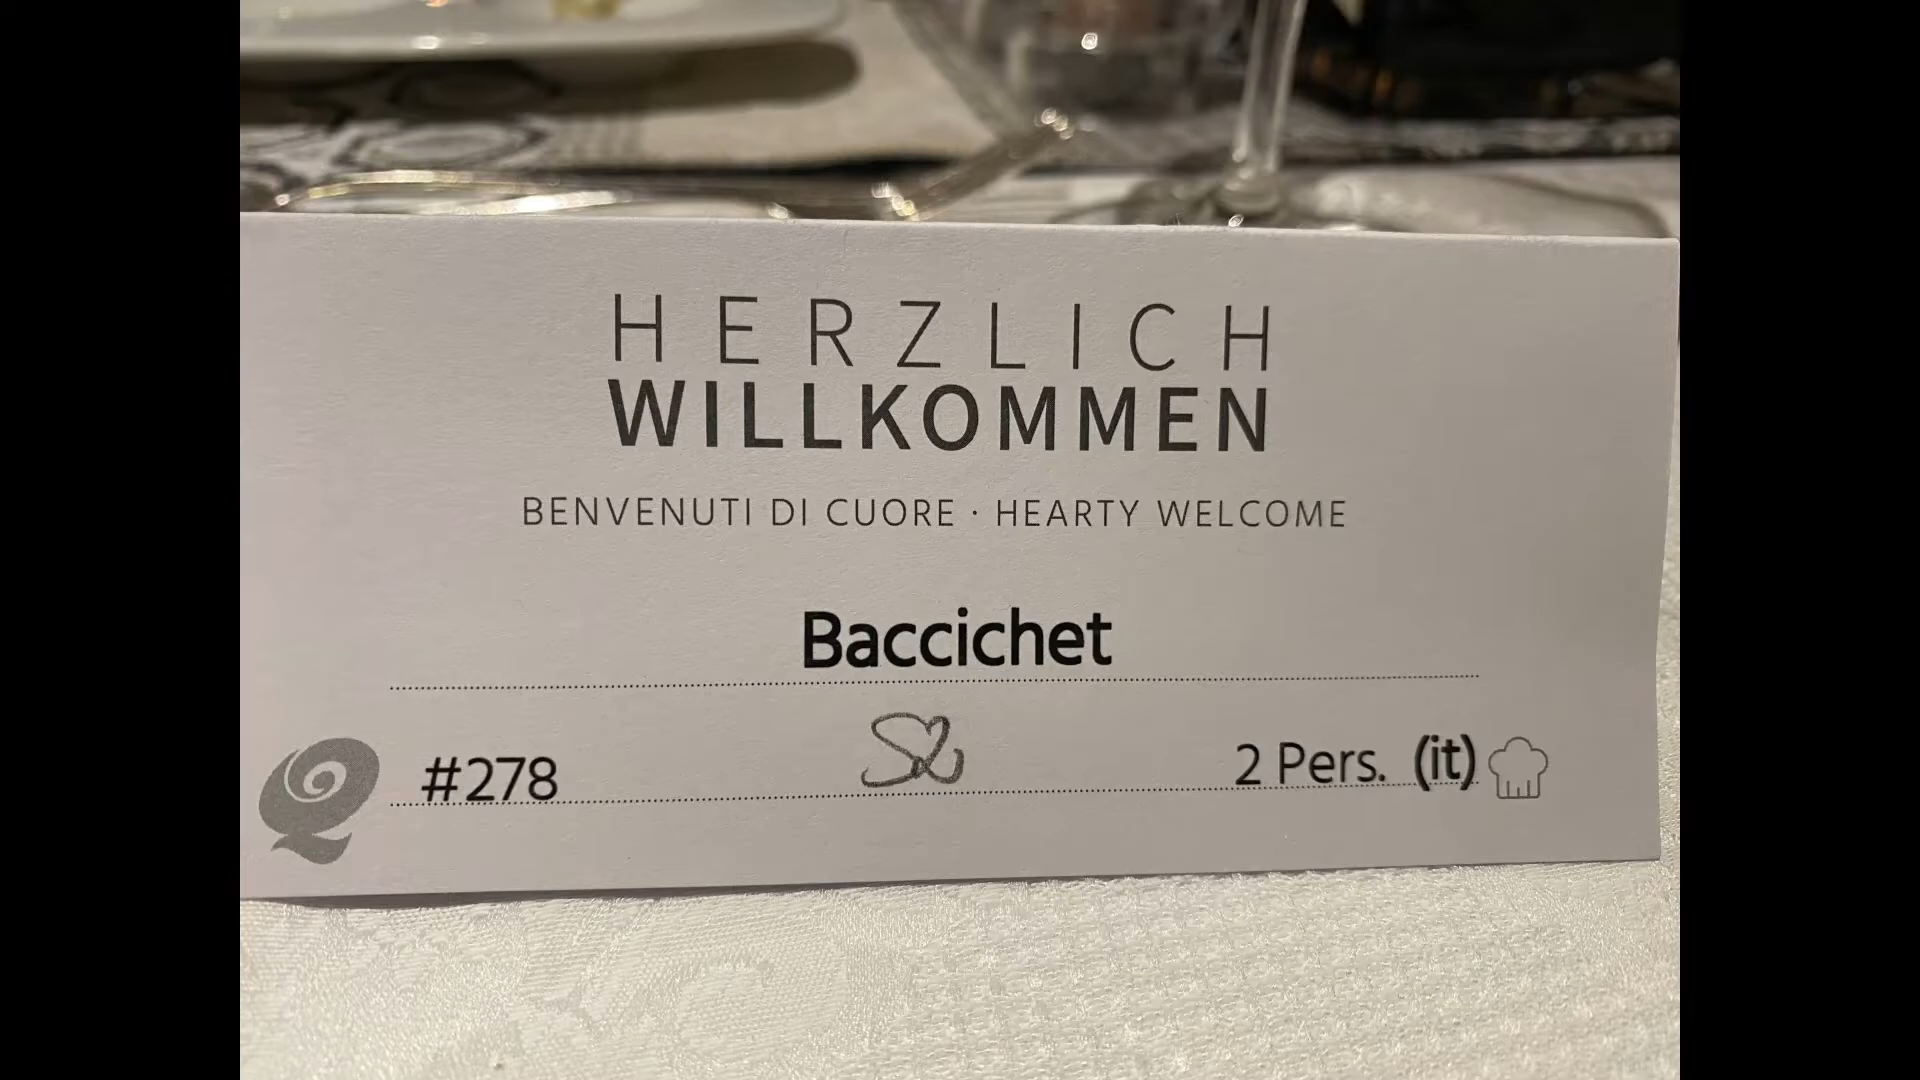 HERZLICH
WILLKOMMEN
BENVENUTI DI CUORE · HEARTY WELCOME
Baccichet
#278 2 Pers. (it)